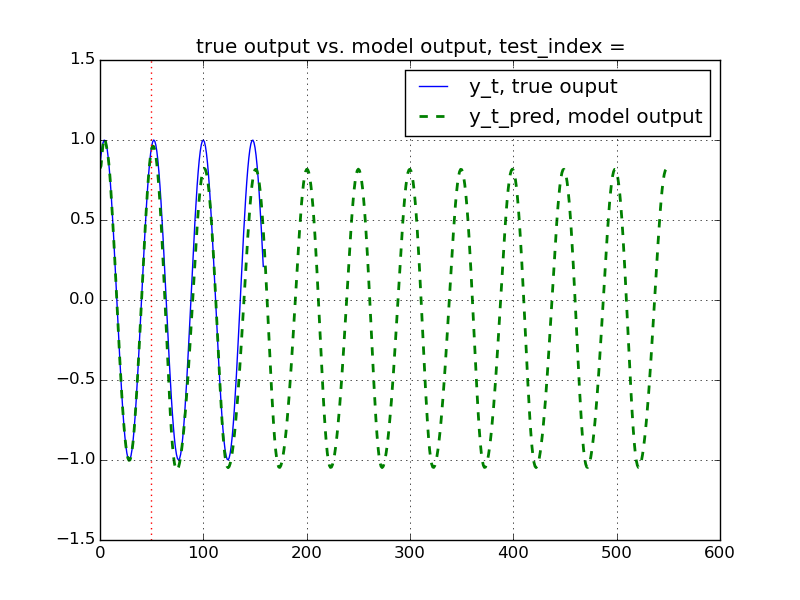 true output vs. model output, test_index =
y_t, true ouput
y_t_pred, model output
1.5
1.0
0.5
0.0
−0.5
−1.0
−1.5
0 100 200 300 400 500 600